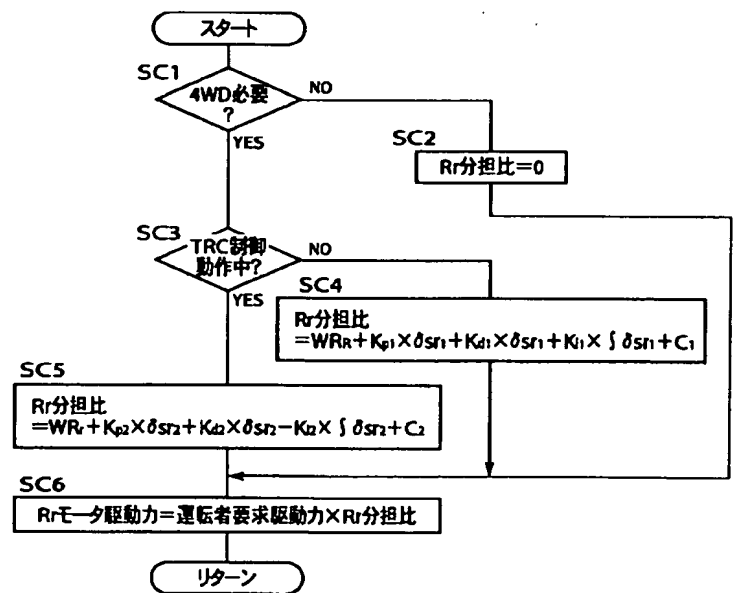 スタート
SC1
4WD必要
?
NO
YES
SC2
Rr分担比=0
SC3
TRC制御
動作中?
NO
YES
SC4
Rr分担比
=WRR+Kp1×δsr1+Kd1×δsr1+Ki1×∫δsr1+C1
SC5
Rr分担比
=WRr+Kp2×δsr2+Kd2×δsr2−Ki2×∫δsr2+C2
SC6
Rrモータ駆動力=運転者要求駆動力×Rr分担比
リターン